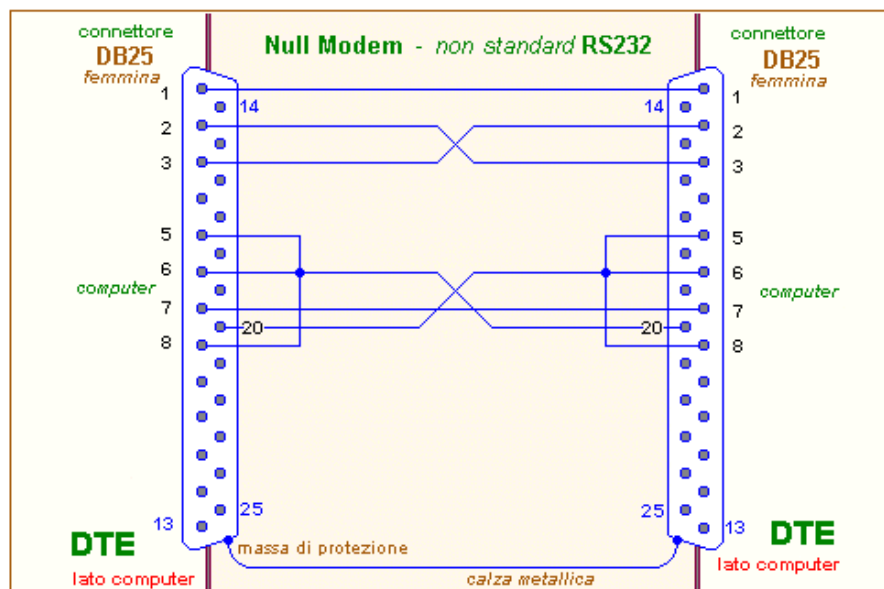 connettore
DB25
femmina
Null Modem - non standard RS232
connettore
DB25
femmina
1
14
14
1
2
2
3
3
5
5
6
6
computer
computer
7
7
20
20
8
8
25
25
13
13
DTE
massa di protezione
DTE
lato computer
calza metallica
lato computer